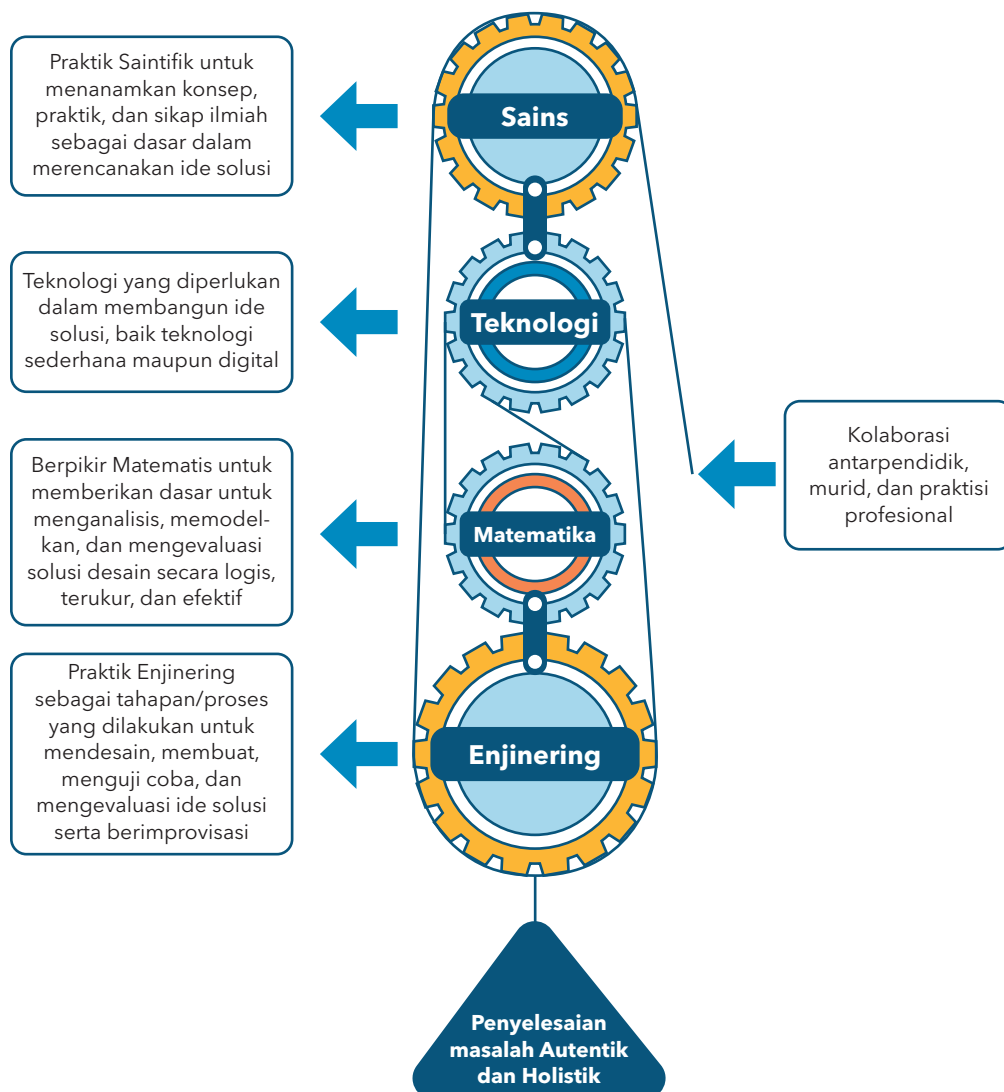 Praktik Saintifik untuk
menanamkan konsep,
praktik, dan sikap ilmiah
sebagai dasar dalam
merencanakan ide solusi
Sains
Teknologi yang diperlukan
dalam membangun ide
solusi, baik teknologi
sederhana maupun digital
Teknologi
Berpikir Matematis untuk
memberikan dasar untuk
menganalisis, memodel-
kan, dan mengevaluasi
solusi desain secara logis,
terukur, dan efektif
Matematika
Kolaborasi
antarpendidik,
murid, dan praktisi
profesional
Praktik Enjinering
sebagai tahapan/proses
yang dilakukan untuk
mendesain, membuat,
menguji coba, dan
mengevaluasi ide solusi
serta berimprovisasi
Enjinering
Penyelesaian
masalah Autentik
dan Holistik